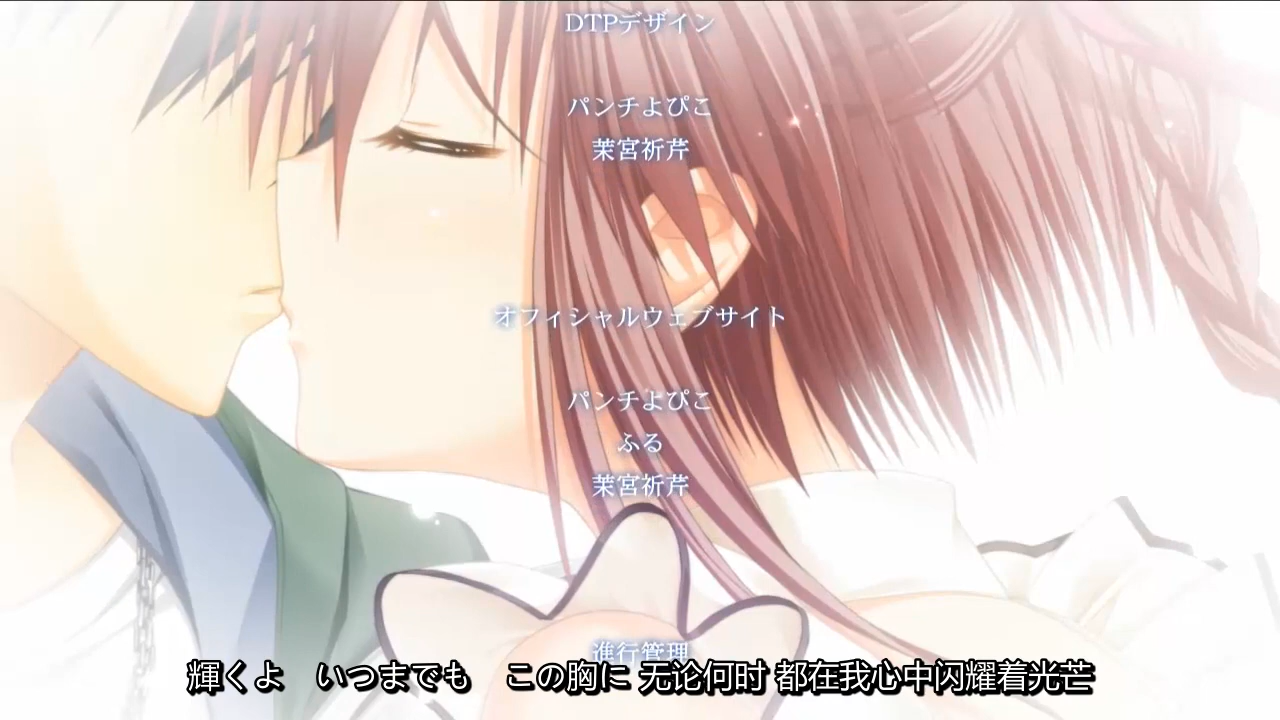 DTPデザイン
パンチよぴこ
茉宮祈芹
オフィシャルウェブサイト
パンチよぴこ
ふる
茉宮祈芹
進行管理
輝くよ　いつまでも　この胸に 无论何时 都在我心中闪耀着光芒